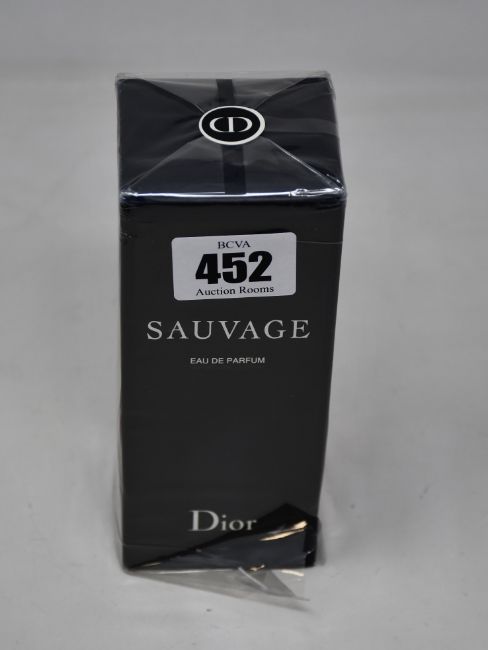 CD
BCVA
452
Auction Rooms
SAUVAGE
EAU DE PARFUM
Dior